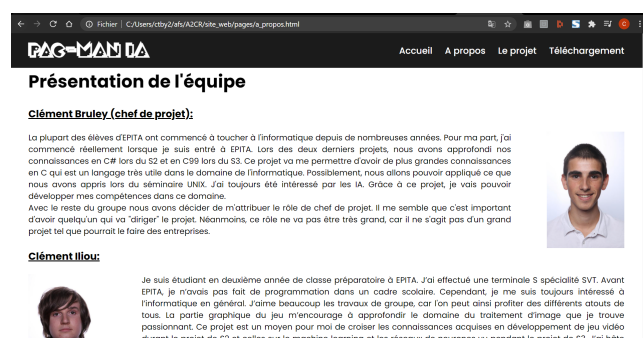 Fichier | C:/Users/ctby2/afs/A2CR/site_web/pages/a_propos.html
PAC-MAN IA
Accueil A propos Le projet Téléchargement
Présentation de l'équipe
Clément Bruley (chef de projet):
La plupart des élèves d'EPITA ont commencé à toucher à l'informatique depuis de nombreuses années. Pour ma part, j'ai
commencé réellement lorsque je suis entré à EPITA. Lors des deux derniers projets, nous avons approfondi nos
connaissances en C# lors du S2 et en C99 lors du S3. Ce projet va me permettre d'avoir de plus grandes connaissances
en C qui est un langage très utile dans le domaine de l'informatique. Possiblement, nous allons pouvoir appliqué ce que
nous avons appris lors du séminaire UNIX. J'ai toujours été intéressé par les IA. Grâce à ce projet, je vais pouvoir
développer mes compétences dans ce domaine.
Avec le reste du groupe nous avons décider de m'attribuer le rôle de chef de projet. Il me semble que c'est important
d'avoir quelqu'un qui va "diriger" le projet. Néanmoins, ce rôle ne va pas être très grand, car il ne s'agit pas d'un grand
projet tel que pourrait le faire des entreprises.
Clément Iliou:
Je suis étudiant en deuxième année de classe préparatoire à EPITA. J'ai effectué une terminale S spécialité SVT. Avant
EPITA, je n'avais pas fait de programmation dans un cadre scolaire. Cependant, je me suis toujours intéressé à
l'informatique en général. J'aime beaucoup les travaux de groupe, car l'on peut ainsi profiter des différents atouts de
tous. La partie graphique du jeu m'encourage à approfondir le domaine du traitement d'image que je trouve
passionnant. Ce projet est un moyen pour moi de croiser les connaissances acquises en développement de jeu vidéo